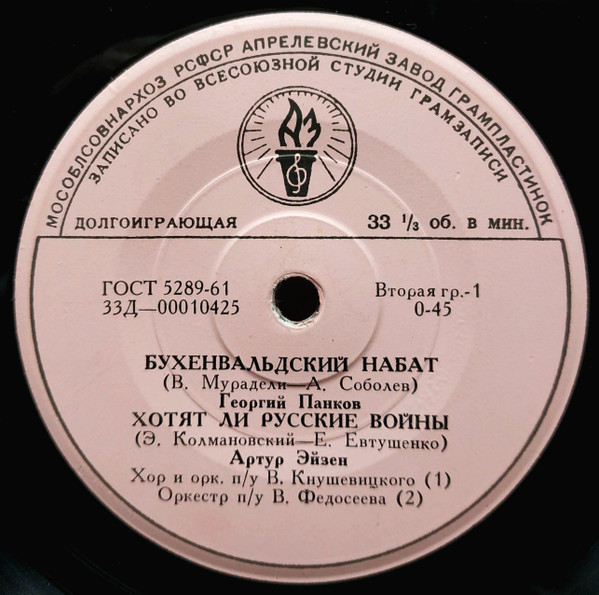 МОСОБЛСОВНАРХОЗ РСФСР АПРЕЛЕВСКИЙ ЗАВОД ГРАМПЛАСТИНОК
ЗАПИСАНО ВО ВСЕСОЮЗНОЙ СТУДИИ ГРАМЗАПИСИ
АЗ
ДОЛГОИГРАЮЩАЯ 33 1/3 об. в мин.
ГОСТ 5289-61 Вторая гр.-1
33Д—00010425 0-45
БУХЕНВАЛЬДСКИЙ НАБАТ
(В. Мурадели—А. Соболев)
Георгий Панков
ХОТЯТ ЛИ РУССКИЕ ВОЙНЫ
(Э. Колмановский—Е. Евтушенко)
Артур Эйзен
Хор и орк. п/у В. Кнушевицкого (1)
Оркестр п/у В. Федосеева (2)